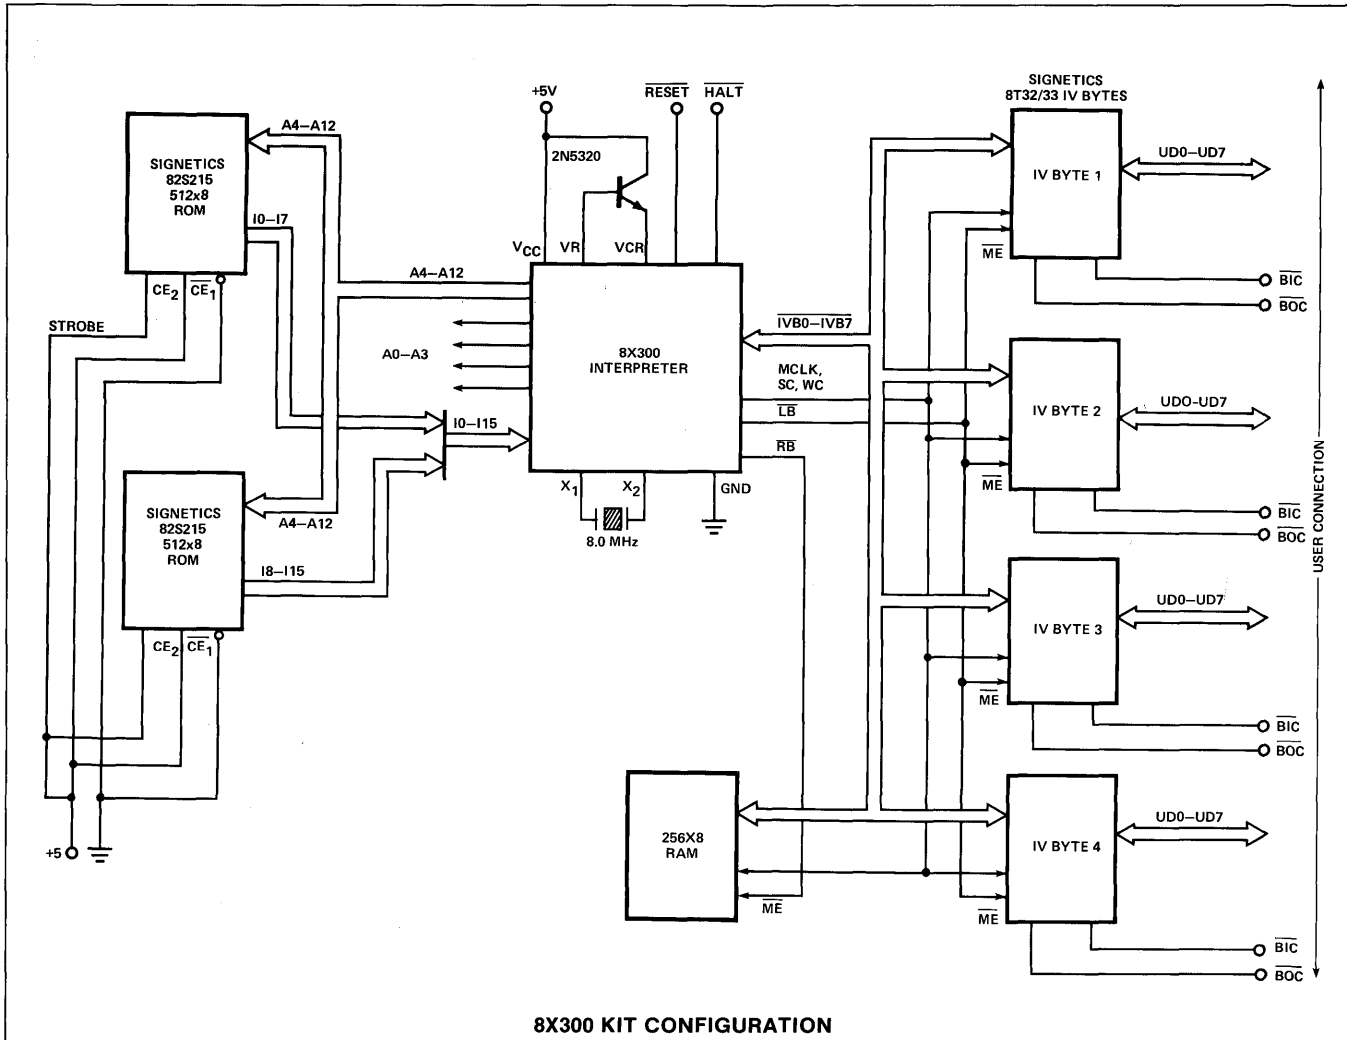 SIGNETICS
8T32/33 IV BYTES
+5V
RESET
HALT
A4–A12
2N5320
SIGNETICS
82S215
512x8
ROM
IV BYTE 1
UD0–UD7
I0–I7
VCC
VR
VCR
ME
CE2
CE1
A4–A12
BIC
BOC
STROBE
IVB0–IVB7
A0–A3
8X300
INTERPRETER
MCLK,
SC, WC
LB
RB
IV BYTE 2
UDO-UD7
ME
I0–I15
X1
X2
GND
8.0 MHz
BIC
BOC
USER CONNECTION
SIGNETICS
82S215
512x8
ROM
A4–A12
I8–I15
CE2
CE1
IV BYTE 3
UD0–UD7
ME
BIC
BOC
+5
256X8
RAM
ME
IV BYTE 4
UD0–UD7
ME
BIC
BOC
8X300 KIT CONFIGURATION